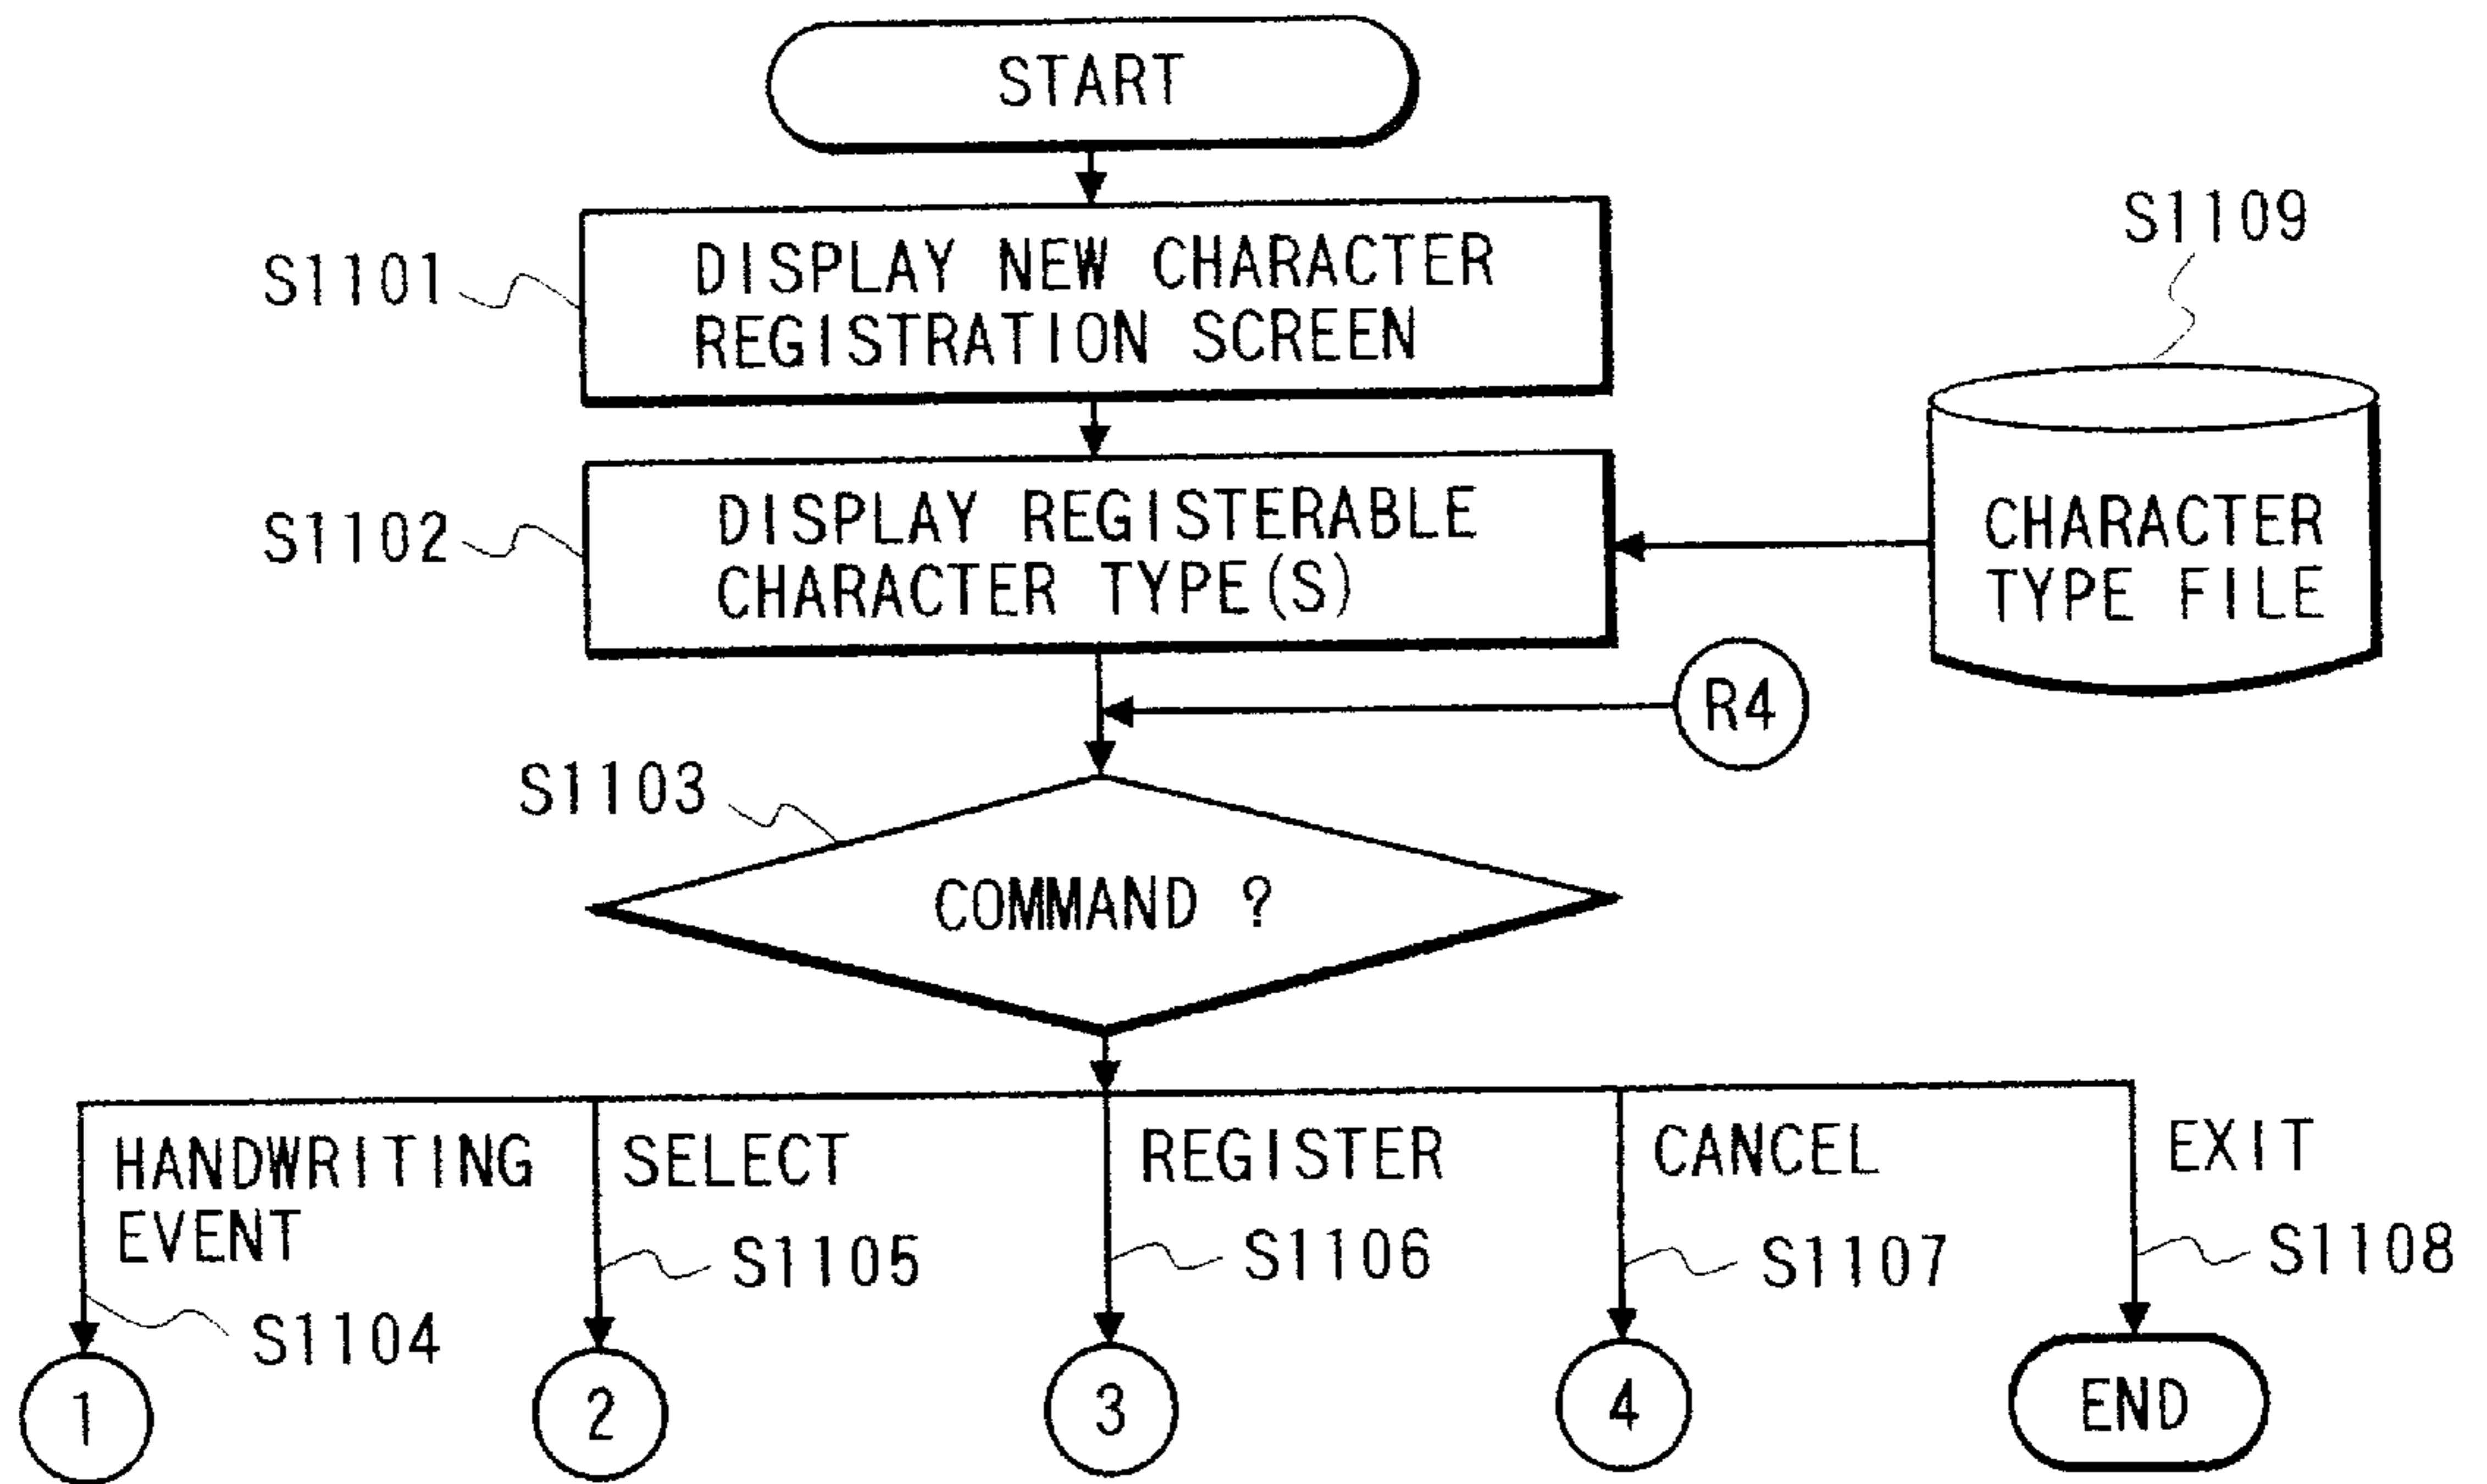 START
S1101
DISPLAY NEW CHARACTER
REGISTRATION SCREEN
S1109
S1102
DISPLAY REGISTERABLE
CHARACTER TYPE(S)
CHARACTER
TYPE FILE
R4
S1103
COMMAND ?
HANDWRITING
EVENT
S1104
SELECT
S1105
REGISTER
S1106
CANCEL
S1107
EXIT
S1108
1
2
3
4
END